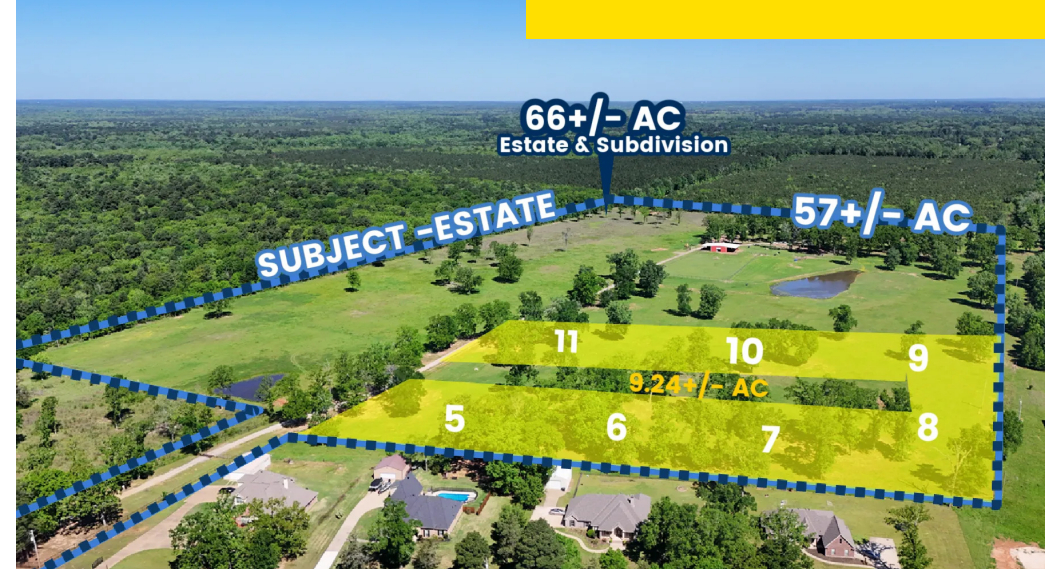 66+/- AC
Estate & Subdivision
SUBJECT -ESTATE
57+/- AC
11
10
9
9.24+/- AC
5
6
7
8